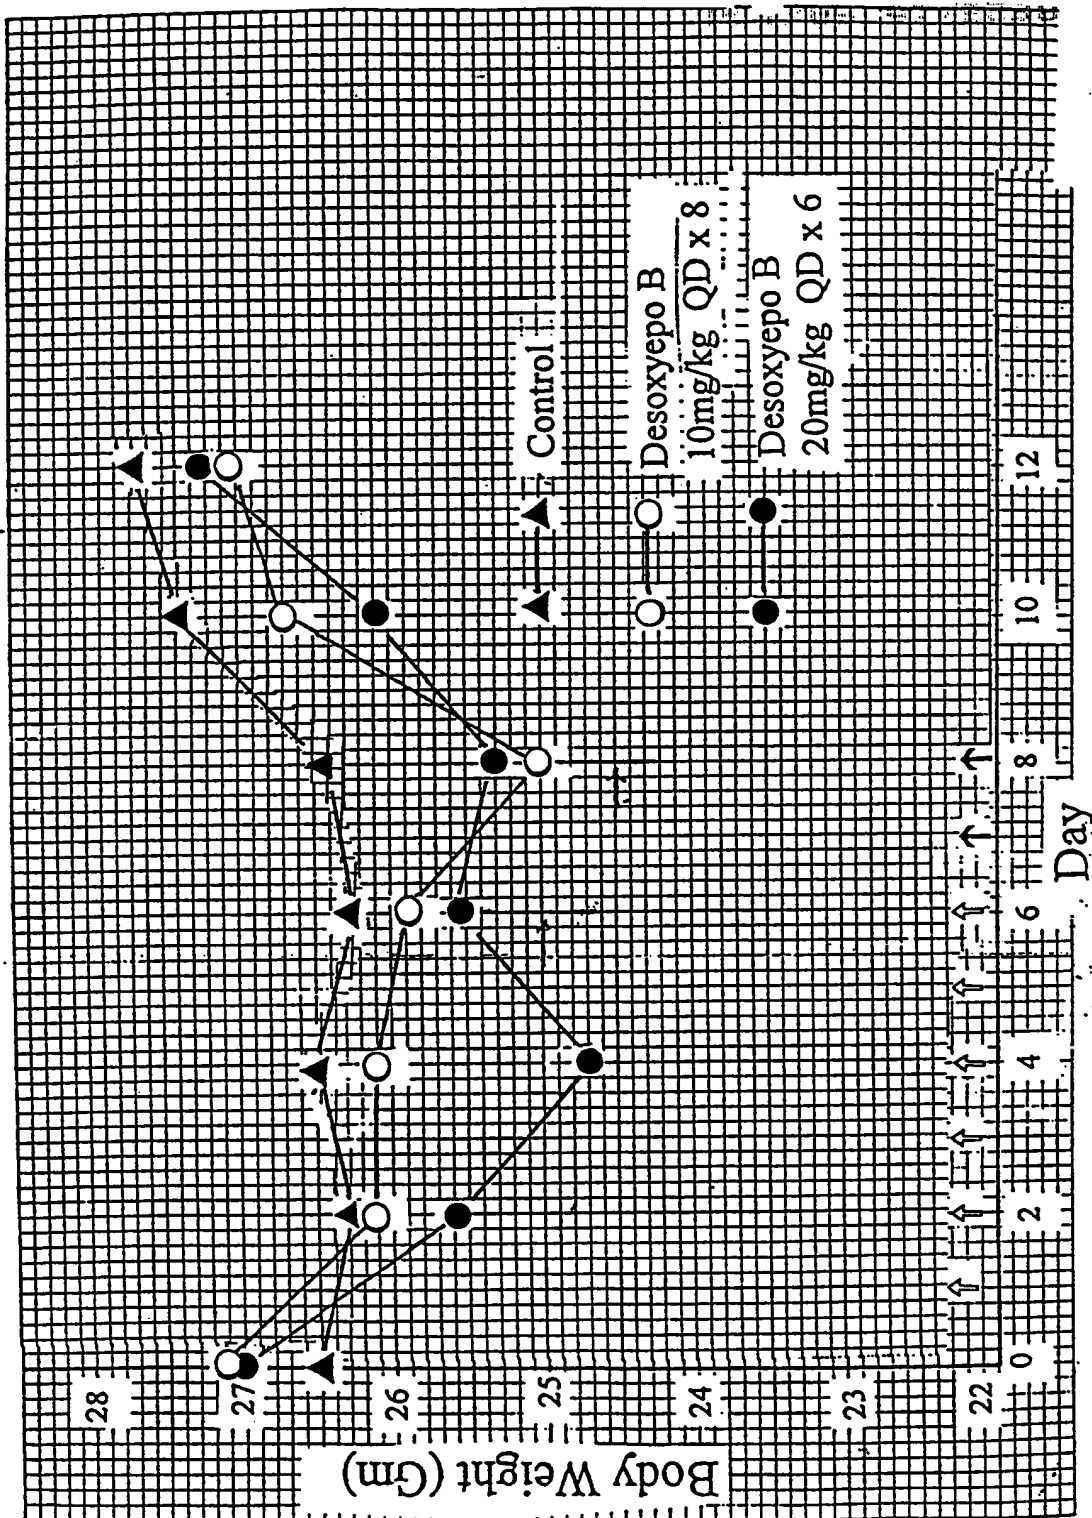 Body Weight (Gm)
28
27
26
25
24
23
22
Control
Desoxyepo B
10mg/kg QD x 8
Desoxyepo B
20mg/kg QD x 6
0
2
4
6
8
10
12
Day